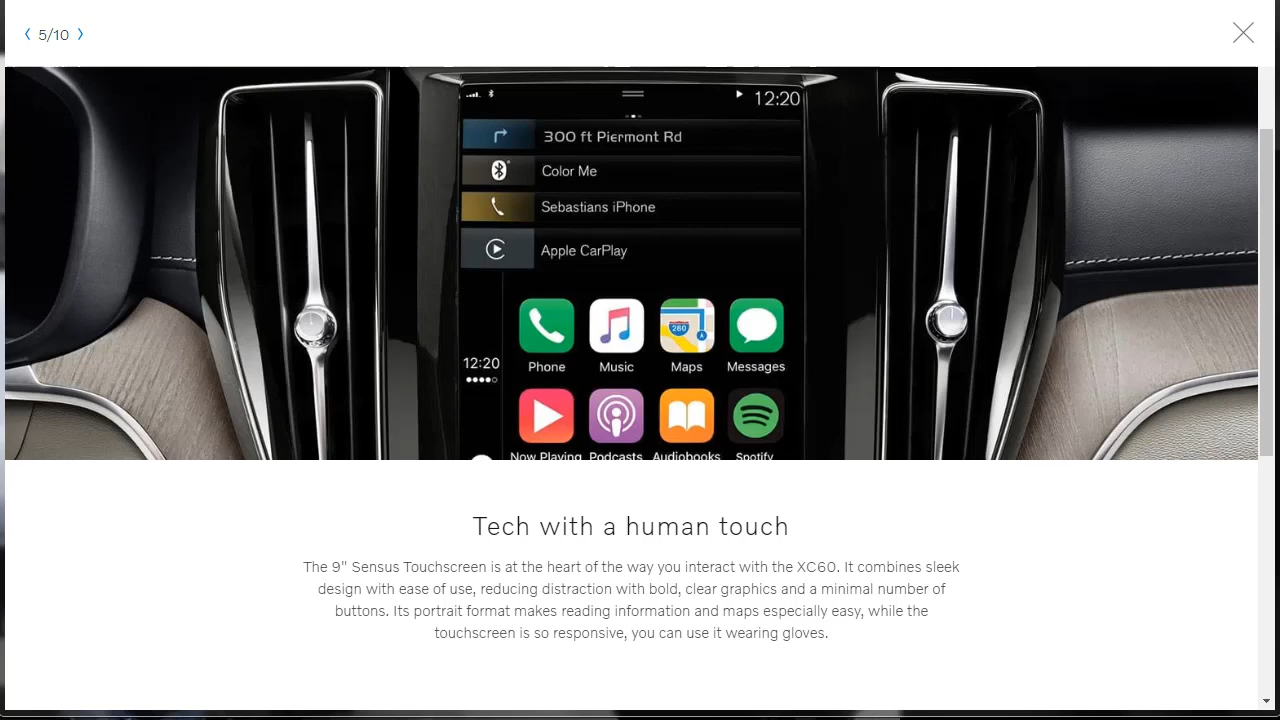 5/10
12:20
300 ft Piermont Rd
Color Me
Sebastians iPhone
Apple CarPlay
280
Phone Music Maps Messages
12:20
Now Playing Podcasts Audiobooks Spotify
Tech with a human touch
The 9" Sensus Touchscreen is at the heart of the way you interact with the XC60. It combines sleek
design with ease of use, reducing distraction with bold, clear graphics and a minimal number of
buttons. Its portrait format makes reading information and maps especially easy, while the
touchscreen is so responsive, you can use it wearing gloves.